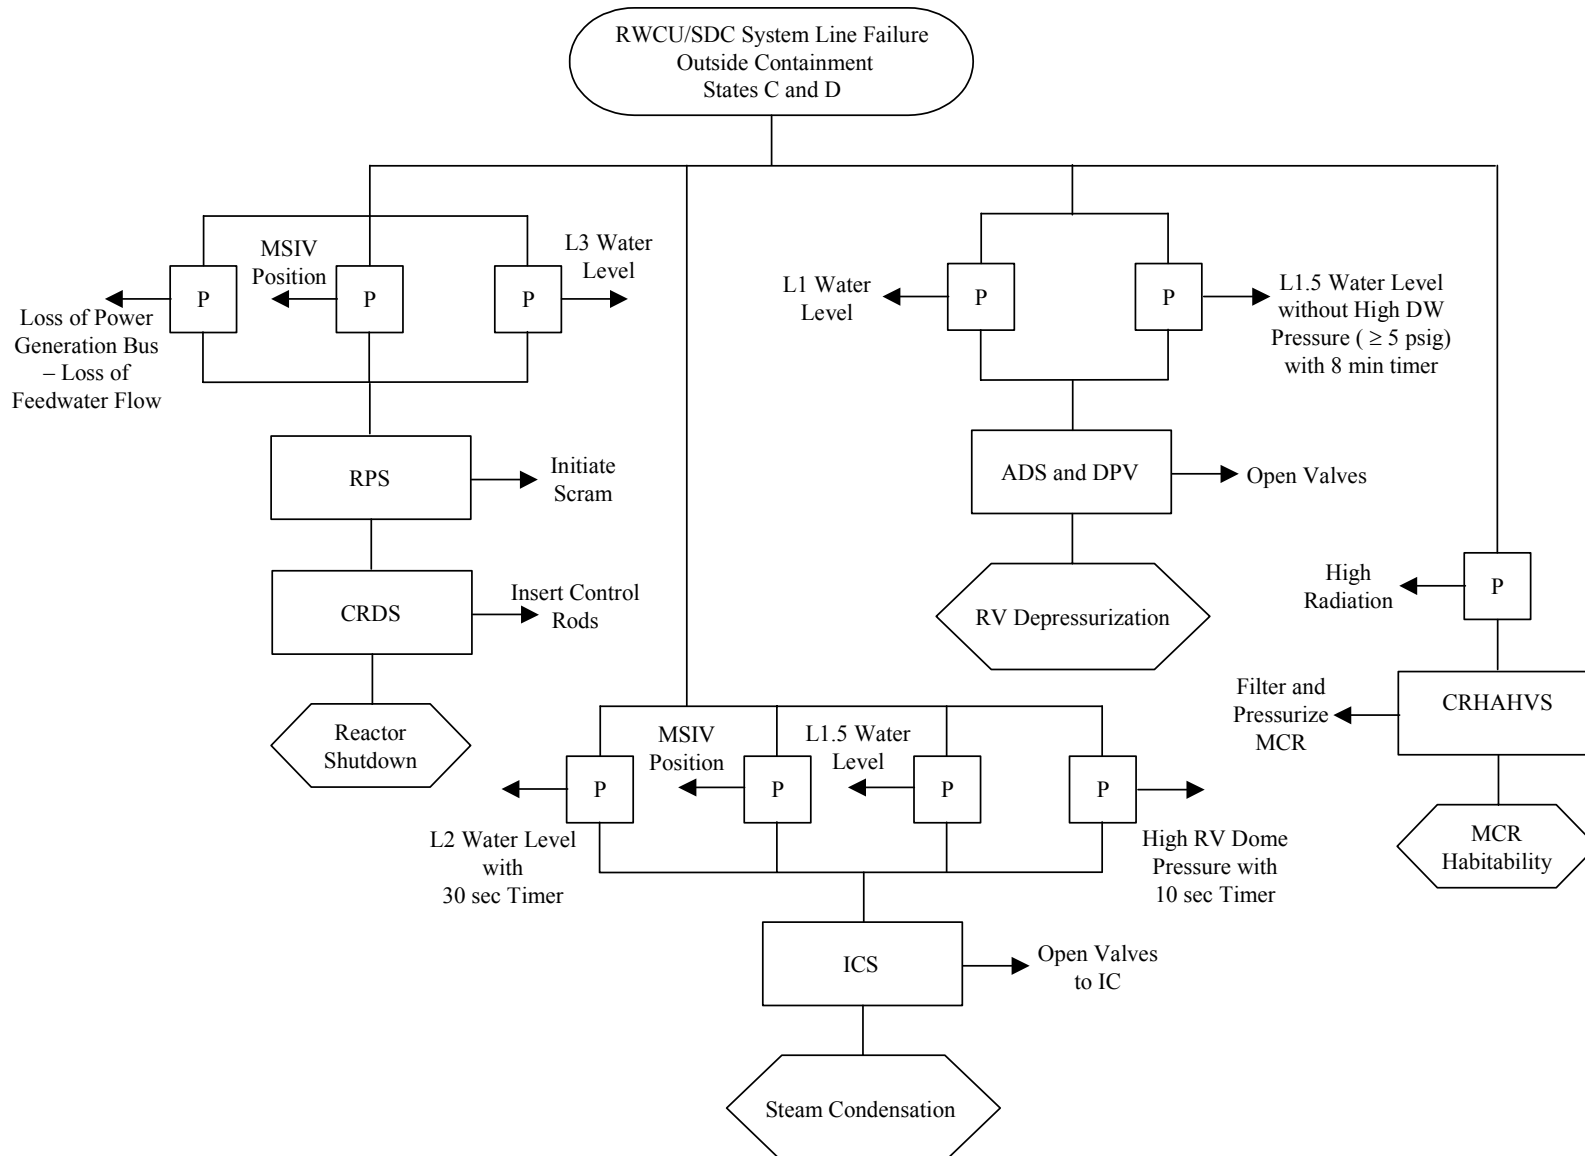 RWCU/SDC System Line Failure
Outside Containment
States C and D
P
Loss of Power
Generation Bus
– Loss of
Feedwater Flow
MSIV
Position
P
L3 Water
Level
P
RPS
Initiate
Scram
CRDS
Insert Control
Rods
Reactor
Shutdown
P
L2 Water Level
with
30 sec Timer
MSIV
Position
P
L1.5 Water
Level
P
P
High RV Dome
Pressure with
10 sec Timer
ICS
Open Valves
to IC
Steam Condensation
L1 Water
Level
P
P
L1.5 Water Level
without High DW
Pressure ( ≥ 5 psig)
with 8 min timer
ADS and DPV
Open Valves
RV Depressurization
High
Radiation
P
Filter and
Pressurize
MCR
CRHAHVS
MCR
Habitability